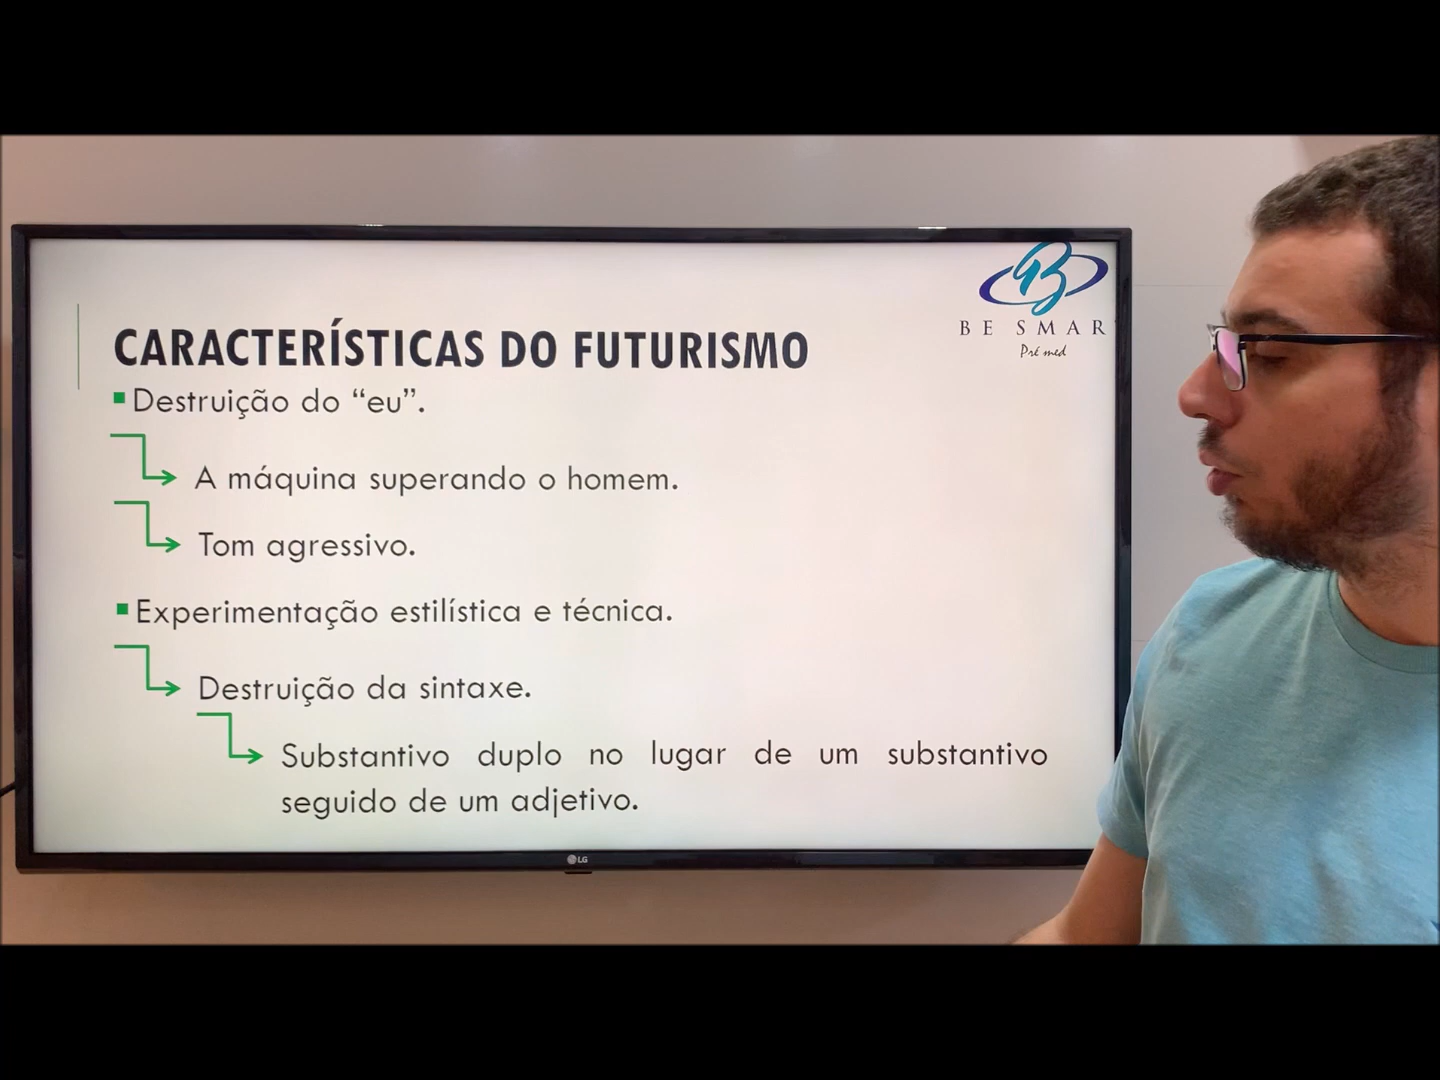 BE SMAR
Pré med
CARACTERÍSTICAS DO FUTURISMO
Destruição do “eu”.
A máquina superando o homem.
Tom agressivo.
Experimentação estilística e técnica.
Destruição da sintaxe.
Substantivo duplo no lugar de um substantivo
seguido de um adjetivo.
LG